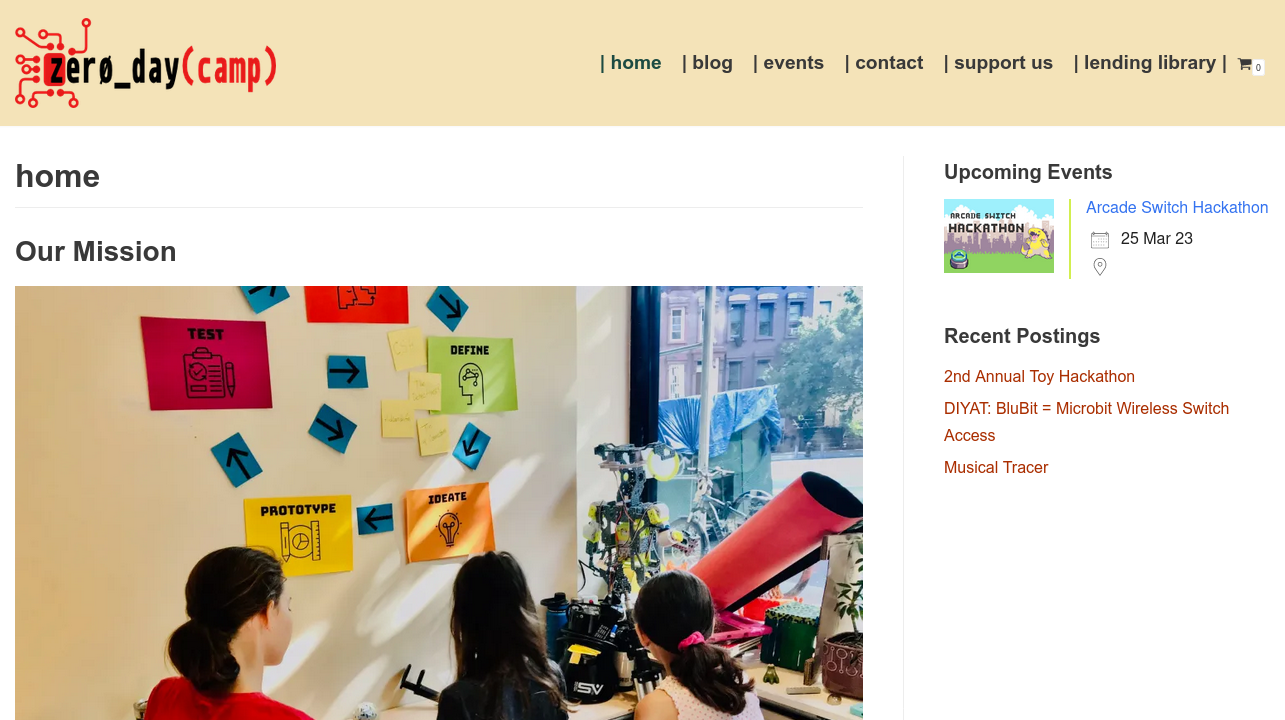 zerø_day(camp)
| home | blog | events | contact | support us | lending library | 0
home
Our Mission
TEST
DEFINE
PROTOTYPE
IDEATE
SV
Upcoming Events
ARCADE SWITCH
HACKATHON
Arcade Switch Hackathon
25 Mar 23
Recent Postings
2nd Annual Toy Hackathon
DIYAT: BluBit = Microbit Wireless Switch
Access
Musical Tracer